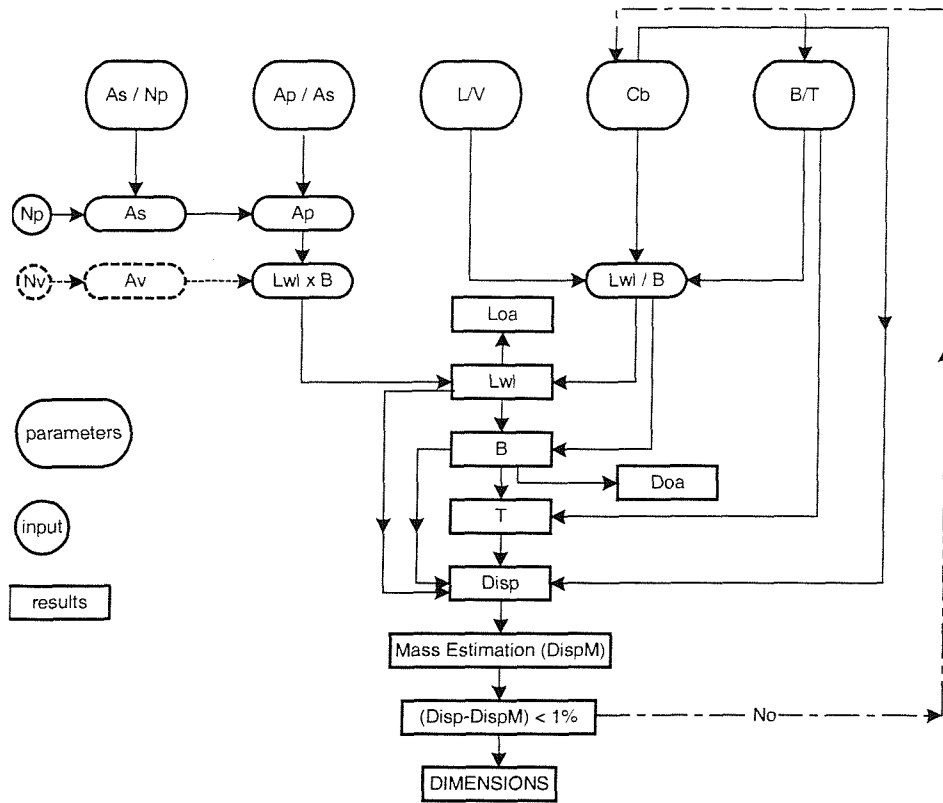 As / Np
Ap / As
L/V
Cb
B/T
Np
As
Ap
Nv
Av
Lwl x B
Lwl / B
Loa
Lwl
parameters
B
Doa
T
input
Disp
results
Mass Estimation (DispM)
(Disp-DispM) < 1%
No
DIMENSIONS